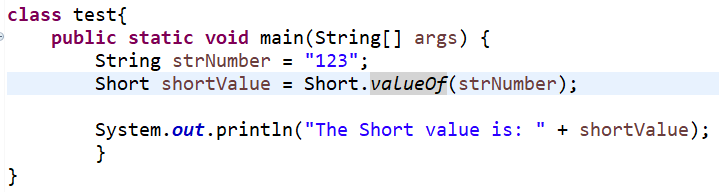 class test{
public static void main(String[] args) {
String strNumber = "123";
Short shortValue = Short.valueOf(strNumber);
System.out.println("The Short value is: " + shortValue);
}
}